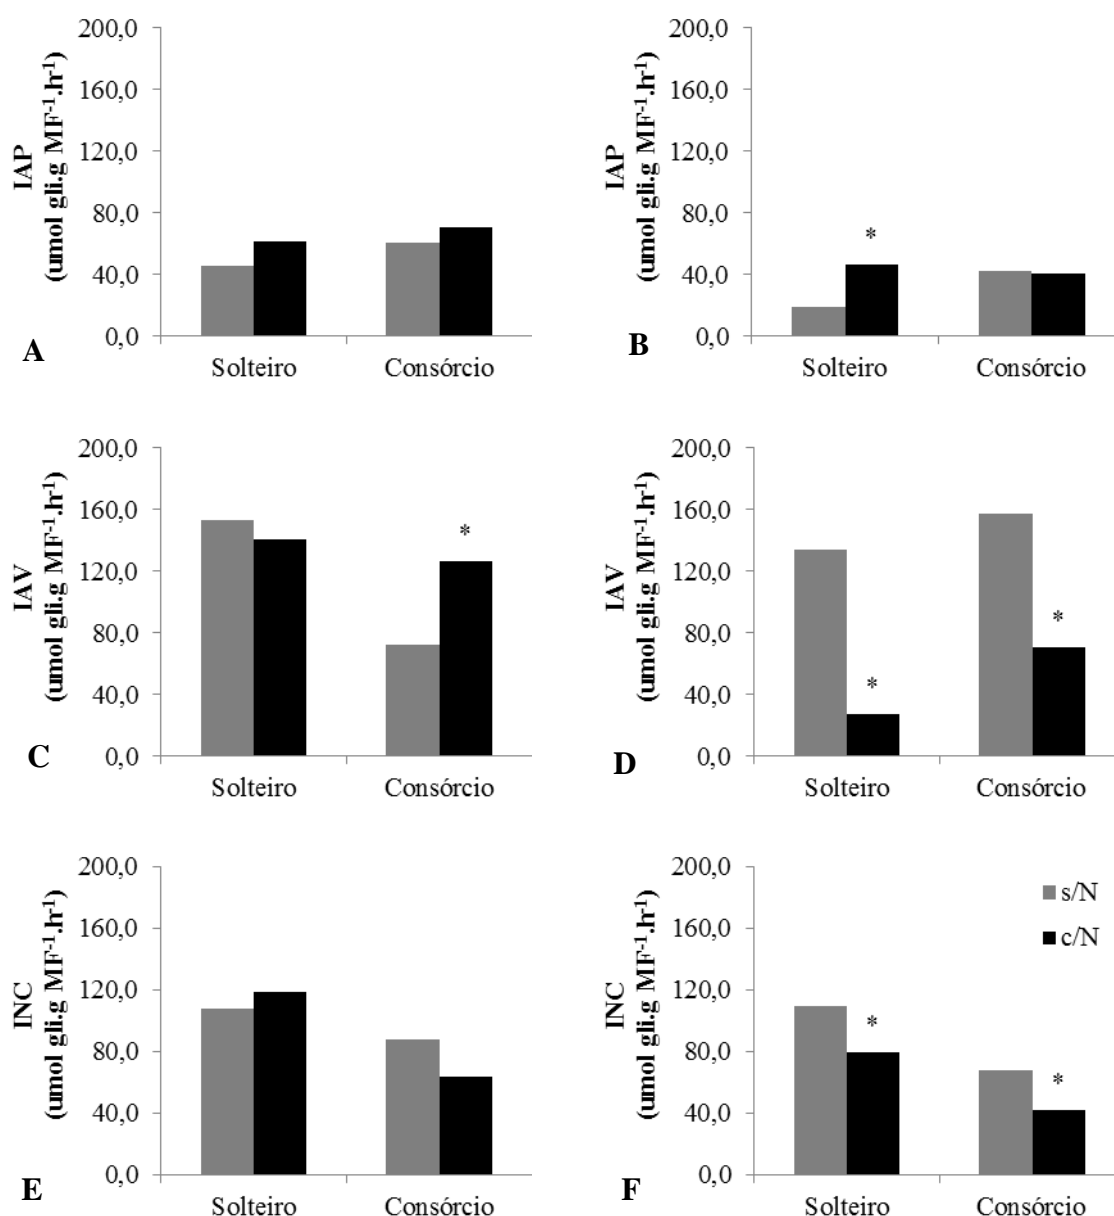 200,0
160,0
120,0
80,0
40,0
0,0
IAP
(umol gli.g MF⁻¹.h⁻¹)
A
Solteiro Consórcio
200,0
160,0
120,0
80,0
40,0
0,0
IAP
(umol gli.g MF⁻¹.h⁻¹)
*
B
Solteiro Consórcio
200,0
160,0
120,0
80,0
40,0
0,0
IAV
(umol gli.g MF⁻¹.h⁻¹)
*
C
Solteiro Consórcio
200,0
160,0
120,0
80,0
40,0
0,0
IAV
(umol gli.g MF⁻¹.h⁻¹)
*
*
D
Solteiro Consórcio
200,0
160,0
120,0
80,0
40,0
0,0
INC
(umol gli.g MF⁻¹.h⁻¹)
E
Solteiro Consórcio
200,0
160,0
120,0
80,0
40,0
0,0
INC
(umol gli.g MF⁻¹.h⁻¹)
s/N
c/N
*
*
F
Solteiro Consórcio